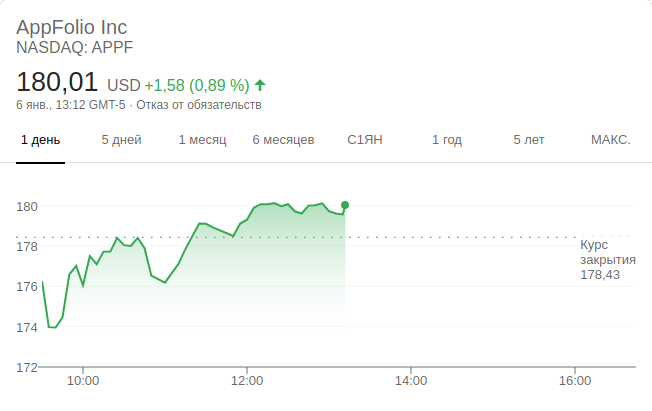 AppFolio Inc
NASDAQ: APPF
180,01 USD +1,58 (0,89 %)
6 янв., 13:12 GMT-5 · Отказ от обязательств
1 день 5 дней 1 месяц 6 месяцев С1ЯН 1 год 5 лет МАКС.
180
178
Курс
закрытия
178,43
176
174
172
10:00 12:00 14:00 16:00